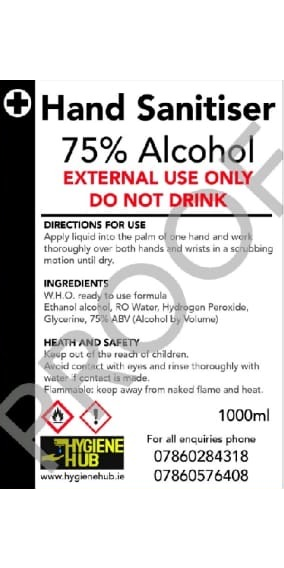 Hand Sanitiser
75% Alcohol
EXTERNAL USE ONLY
DO NOT DRINK
DIRECTIONS FOR USE
Apply liquid into the palm of one hand and work
thoroughly over both hands and wrists in a scrubbing
motion until dry.
INGREDIENTS
W.H.O. ready to use formula
Ethanol alcohol, RO Water, Hydrogen Peroxide,
Glycerine, 75% ABV (Alcohol by Volume)
HEATH AND SAFETY
Keep out of the reach of children.
Avoid contact with eyes and rinse thoroughly with
water if contact is made.
Flammable: keep away from naked flame and heat.
1000ml
HYGIENE
HUB
www.hygienehub.ie
For all enquiries phone
07860284318
07860576408
PROOF